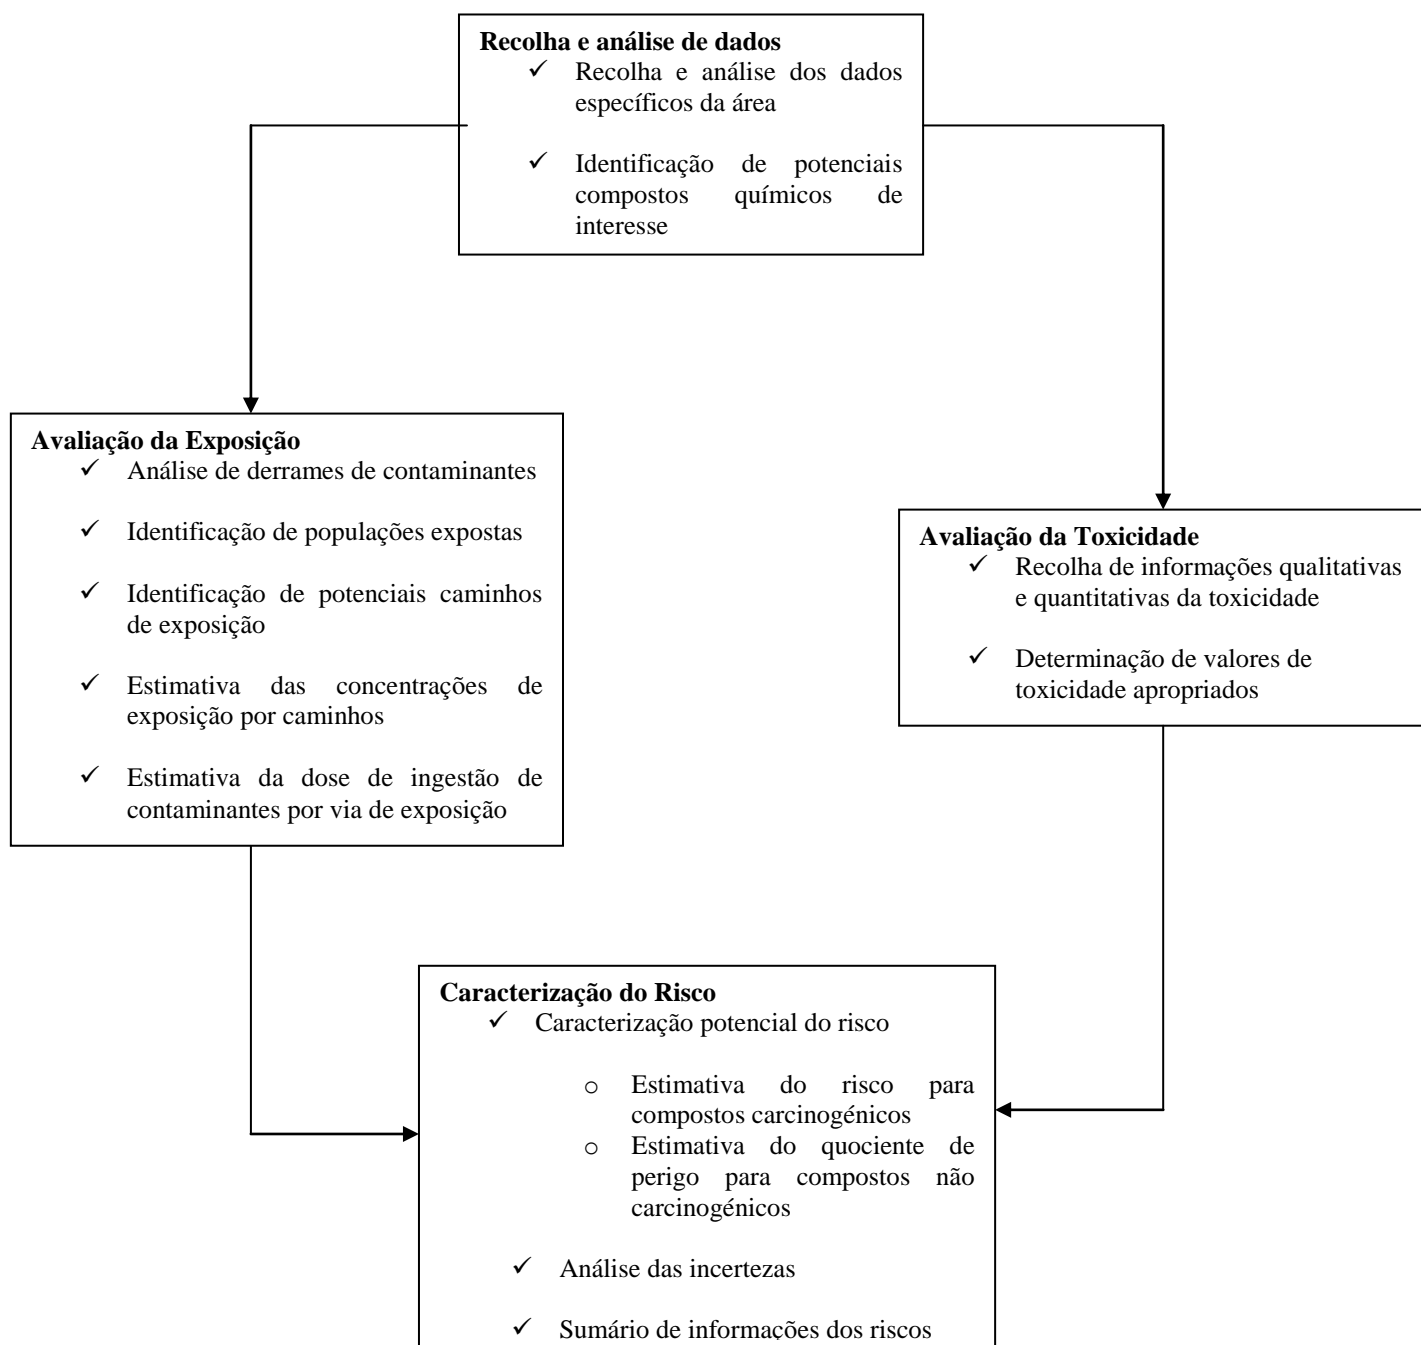 Recolha e análise de dados
✓ Recolha e análise dos dados
específicos da área
✓ Identificação de potenciais
compostos químicos de
interesse
Avaliação da Exposição
✓ Análise de derrames de contaminantes
✓ Identificação de populações expostas
✓ Identificação de potenciais caminhos
de exposição
✓ Estimativa das concentrações de
exposição por caminhos
✓ Estimativa da dose de ingestão de
contaminantes por via de exposição
Avaliação da Toxicidade
✓ Recolha de informações qualitativas
e quantitativas da toxicidade
✓ Determinação de valores de
toxicidade apropriados
Caracterização do Risco
✓ Caracterização potencial do risco
o Estimativa do risco para
compostos carcinogénicos
o Estimativa do quociente de
perigo para compostos não
carcinogénicos
✓ Análise das incertezas
✓ Sumário de informações dos riscos